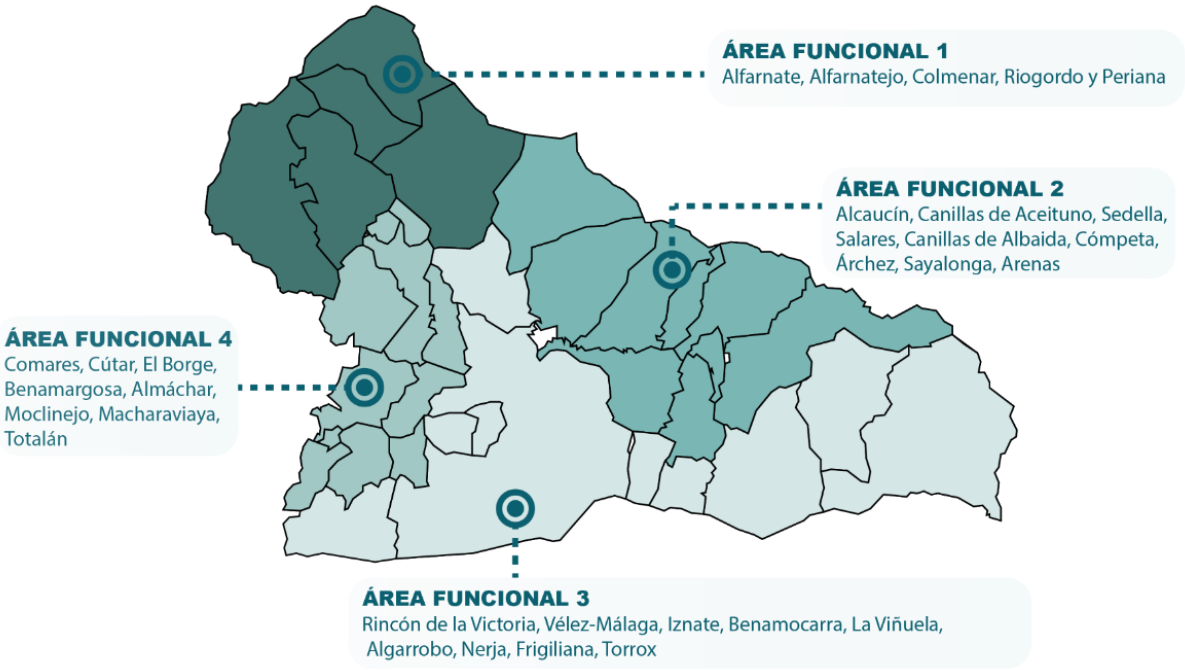 ÁREA FUNCIONAL 1
Alfarnate, Alfarnatejo, Colmenar, Riogordo y Periana
ÁREA FUNCIONAL 2
Alcaucín, Canillas de Aceituno, Sedella,
Salares, Canillas de Albaida, Cómpeta,
Árchez, Sayalonga, Arenas
ÁREA FUNCIONAL 4
Comares, Cútar, El Borge,
Benamargosa, Almáchar,
Moclinejo, Macharaviaya,
Totalán
ÁREA FUNCIONAL 3
Rincón de la Victoria, Vélez-Málaga, Iznate, Benamocarra, La Viñuela,
Algarrobo, Nerja, Frigiliana, Torrox